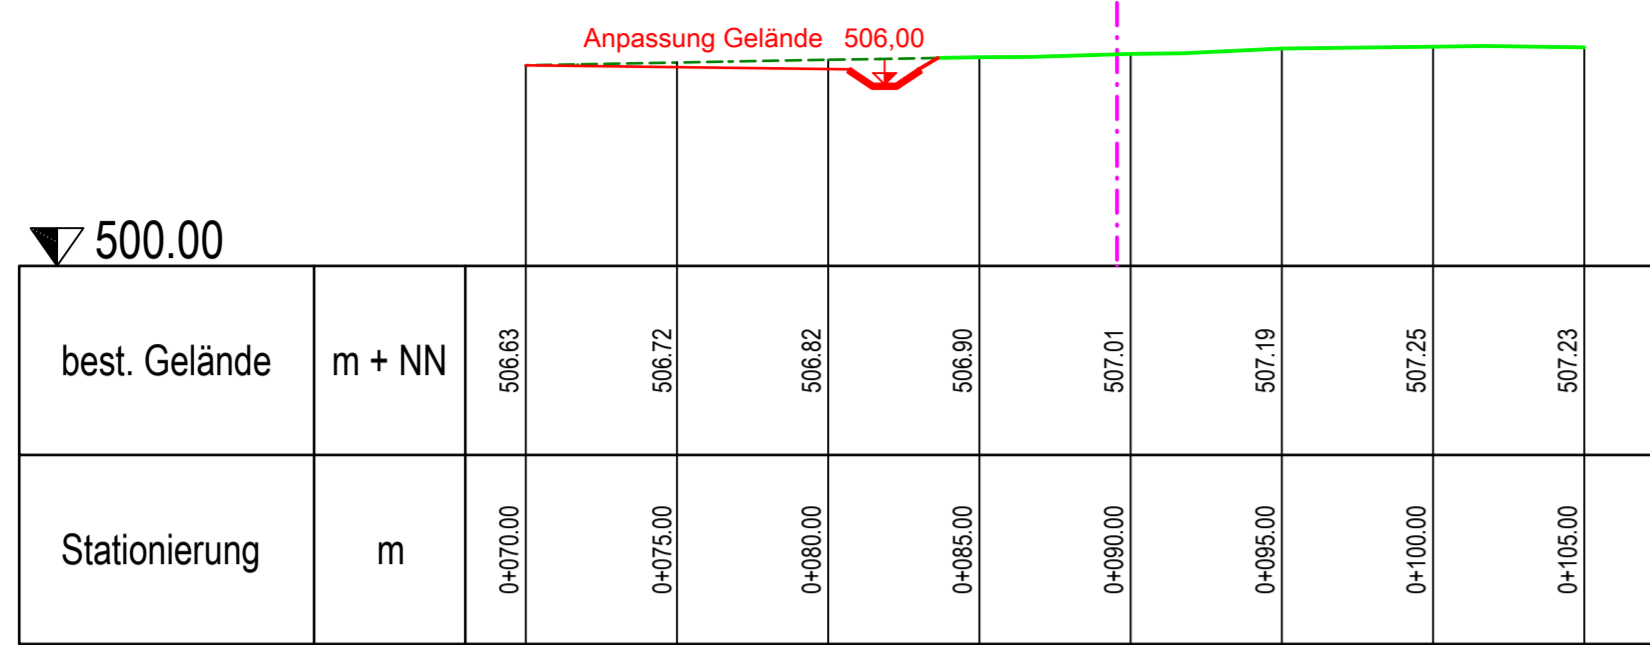 Anpassung Gelände 506,00
500.00
best. Gelände m + NN 506.63 506.72 506.82 506.90 507.01 507.19 507.25 507.23
Stationierung m 0+070.00 0+075.00 0+080.00 0+085.00 0+090.00 0+095.00 0+100.00 0+105.00